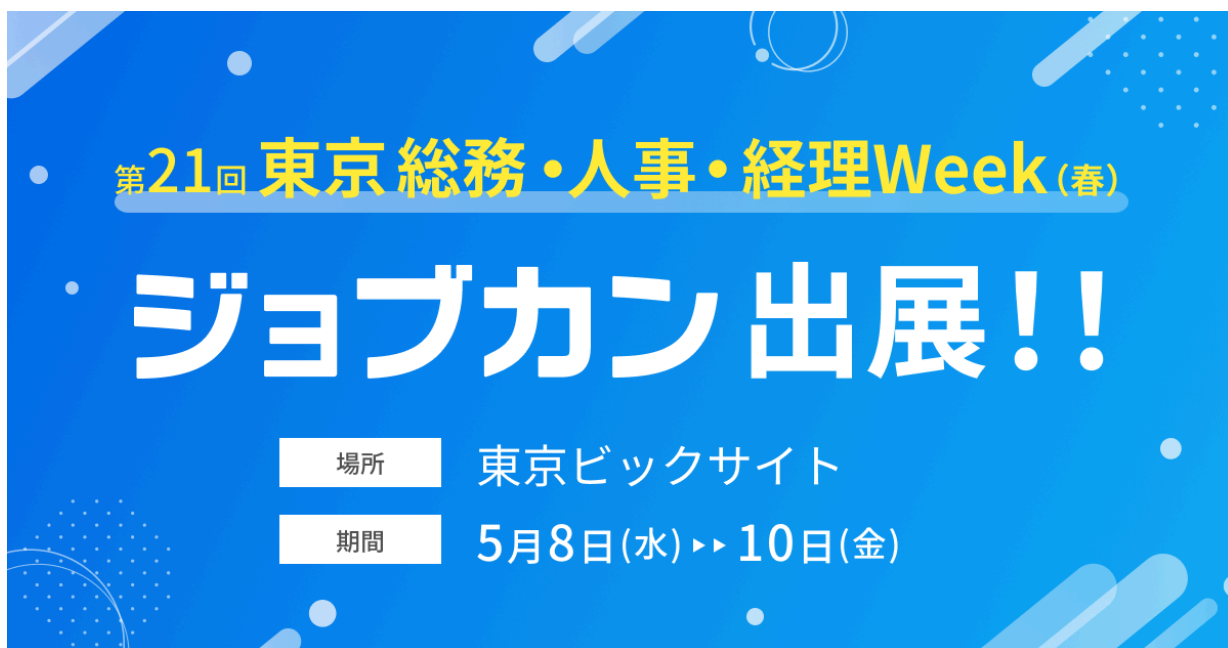 第21回 東京 総務・人事・経理Week(春)
ジョブカン 出展!!
場所 東京ビックサイト
期間 5月8日(水) ▸▸ 10日(金)